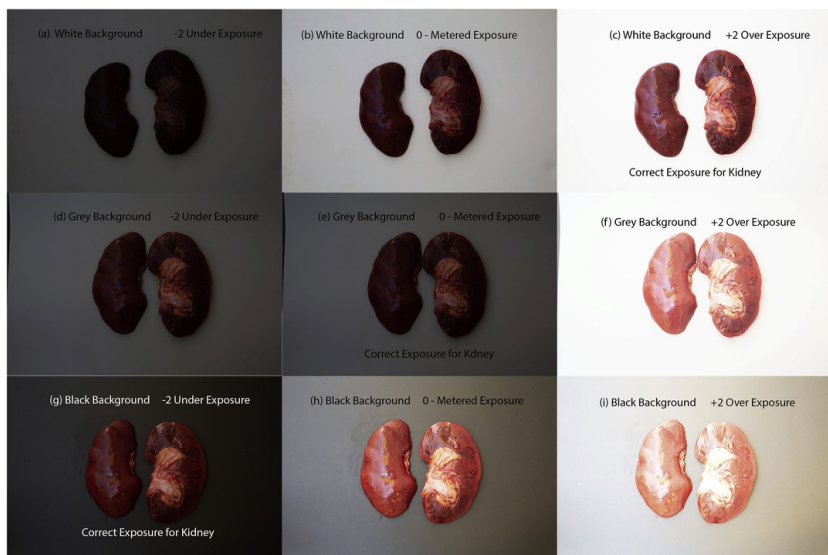 (a) White Background -2 Under Exposure
(b) White Background 0 - Metered Exposure
(c) White Background +2 Over Exposure
Correct Exposure for Kidney
(d) Grey Background -2 Under Exposure
(e) Grey Background 0 - Metered Exposure
(f) Grey Background +2 Over Exposure
Correct Exposure for Kdney
(g) Black Background -2 Under Exposure
(h) Black Background 0 - Metered Exposure
(i) Black Background +2 Over Exposure
Correct Exposure for Kidney